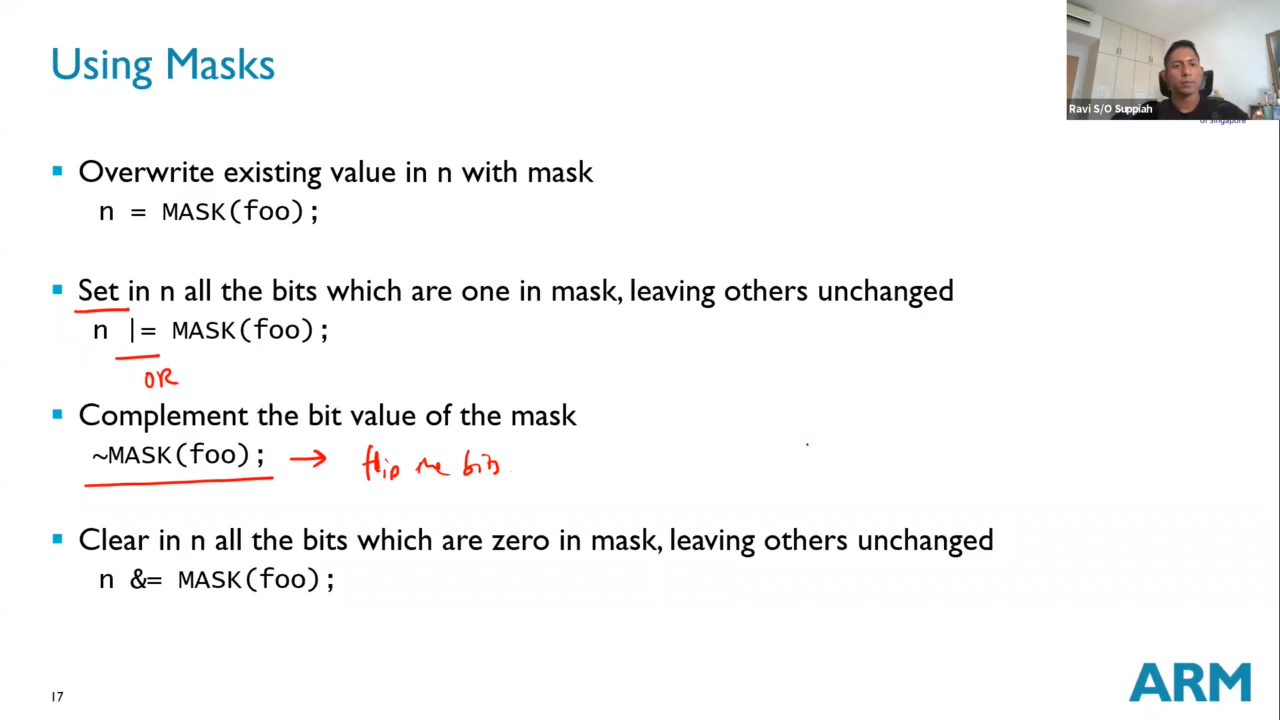 Using Masks
Ravi S/O Suppiah
of Singapore
▪ Overwrite existing value in n with mask
n = MASK(foo);
▪ Set in n all the bits which are one in mask, leaving others unchanged
n |= MASK(foo);
OR
▪ Complement the bit value of the mask
~MASK(foo); → flip the bits
▪ Clear in n all the bits which are zero in mask, leaving others unchanged
n &= MASK(foo);
17
ARM